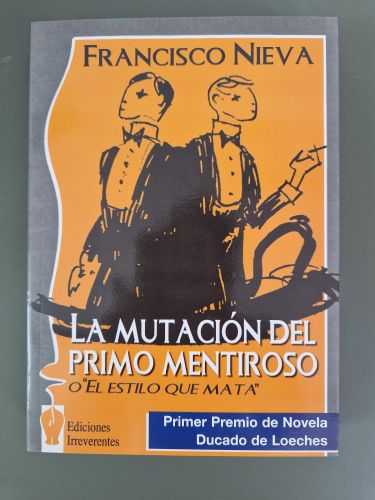 FRANCISCO NIEVA
LA MUTACIÓN DEL
PRIMO MENTIROSO
O "EL ESTILO QUE MATA"
Primer Premio de Novela
Ducado de Loeches
Ediciones
Irreverentes